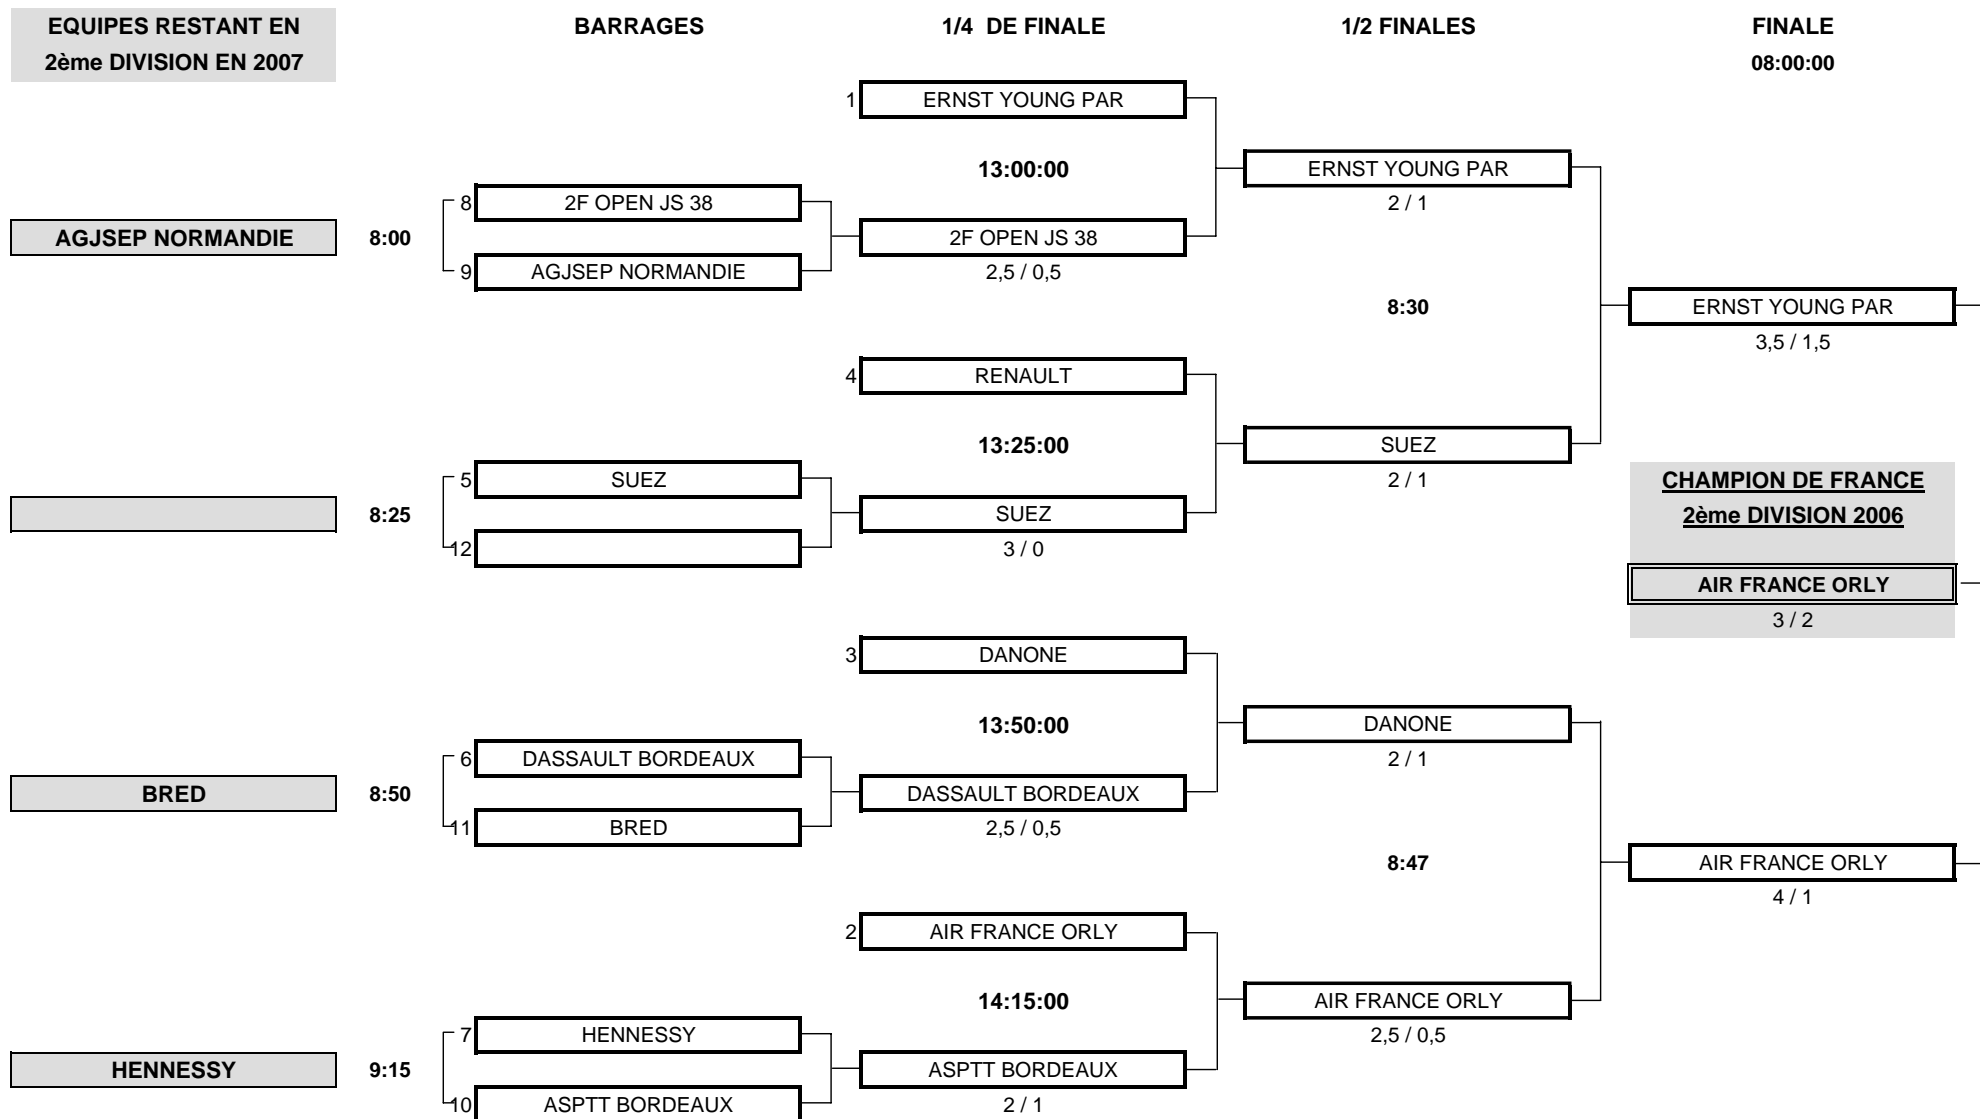 EQUIPES RESTANT EN
2ème DIVISION EN 2007
BARRAGES
1/4 DE FINALE
1/2 FINALES
FINALE
08:00:00
1 ERNST YOUNG PAR
13:00:00
ERNST YOUNG PAR
2 / 1
8 2F OPEN JS 38
AGJSEP NORMANDIE
8:00
2F OPEN JS 38
9 AGJSEP NORMANDIE
2,5 / 0,5
8:30
ERNST YOUNG PAR
3,5 / 1,5
4 RENAULT
13:25:00
SUEZ
2 / 1
5 SUEZ
8:25
SUEZ
12
3 / 0
CHAMPION DE FRANCE
2ème DIVISION 2006
AIR FRANCE ORLY
3 / 2
3 DANONE
13:50:00
DANONE
2 / 1
6 DASSAULT BORDEAUX
BRED
8:50
DASSAULT BORDEAUX
11 BRED
2,5 / 0,5
8:47
AIR FRANCE ORLY
4 / 1
2 AIR FRANCE ORLY
14:15:00
AIR FRANCE ORLY
2,5 / 0,5
7 HENNESSY
HENNESSY
9:15
ASPTT BORDEAUX
10 ASPTT BORDEAUX
2 / 1